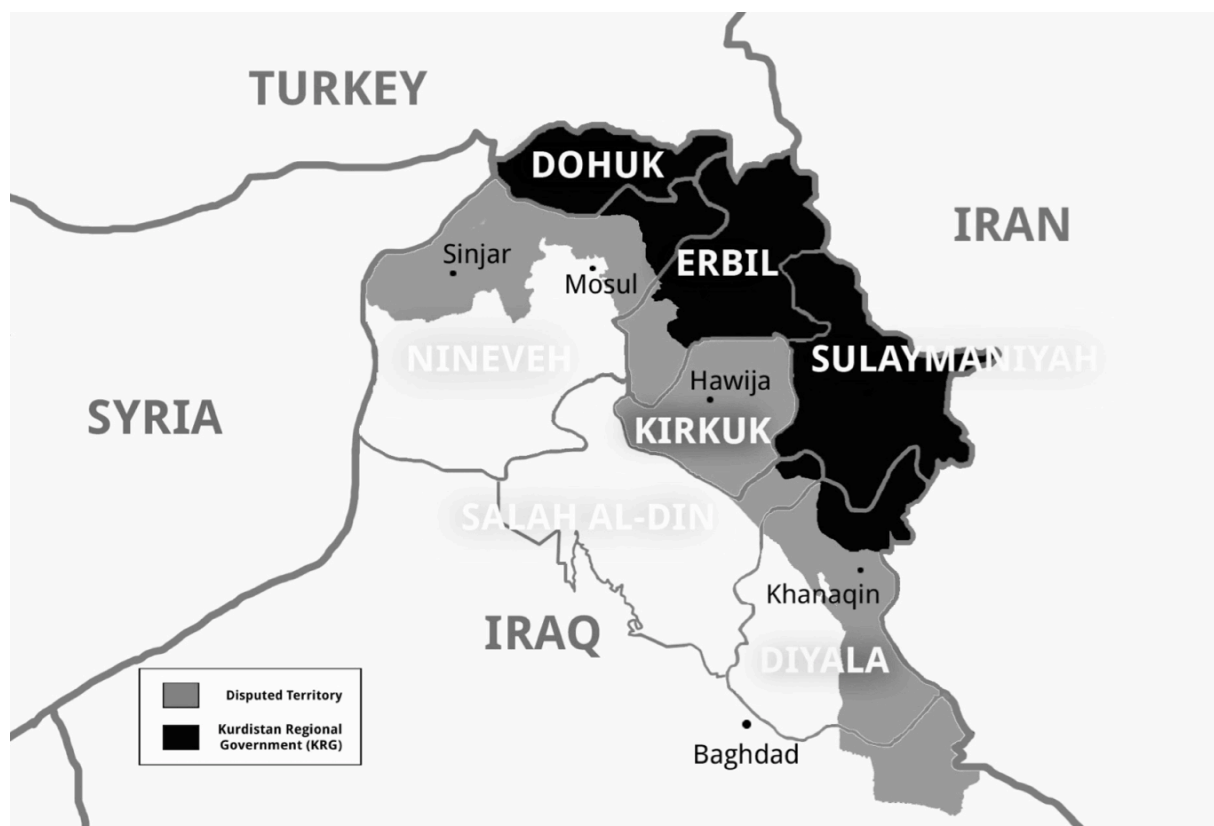 TURKEY
DOHUK
IRAN
Sinjar
ERBIL
Mosul
NINEVEH
SULAYMANIYAH
Hawija
SYRIA
KIRKUK
SALAH AL-DIN
Khanaqin
IRAQ
DIYALA
Disputed Territory
Kurdistan Regional
Government (KRG)
Baghdad